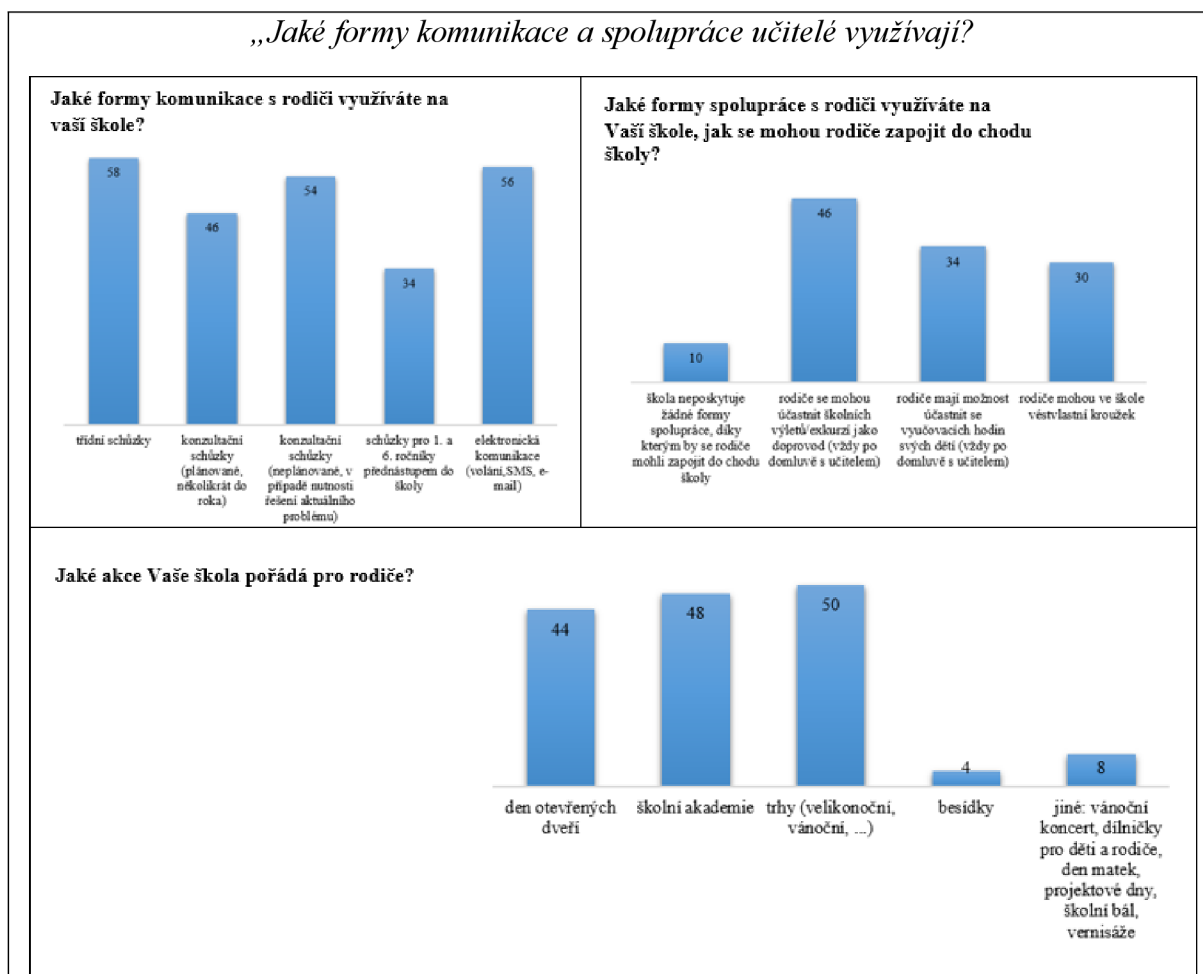 „Jaké formy komunikace a spolupráce učitelé využívají?
Jaké formy komunikace s rodiči využíváte na
vaší škole?
58
46
54
34
56
třídní schůzky
konzultační
schůzky
(plánované,
několikrát do
roka)
konzultační
schůzky
(neplánované, v
případě nutnosti
řešení aktuálního
problému)
schůzky pro 1. a
6. ročníky
přednástupem do
školy
elektronická
komunikace
(volání,SMS, e-
mail)
Jaké formy spolupráce s rodiči využíváte na
Vaší škole, jak se mohou rodiče zapojit do chodu
školy?
10
46
34
30
škola neposkytuje
žádné formy
spolupráce, díky
kterým by se rodiče
mohli zapojit do chodu
školy
rodiče se mohou
účastnit školních
výletů/exkurzí jako
doprovod (vždy po
domluvě s učitelem)
rodiče mají možnost
účastnit se
vyučovacích hodin
svých dětí (vždy po
domluvě s učitelem)
rodiče mohou ve škole
véstvlastní kroužek
Jaké akce Vaše škola pořádá pro rodiče?
44
48
50
4
8
den otevřených
dveří
školní akademie
trhy (velikonoční,
vánoční, ...)
besídky
jiné: vánoční
koncert, dílničky
pro děti a rodiče,
den matek,
projektové dny,
školní bál,
vernisáže